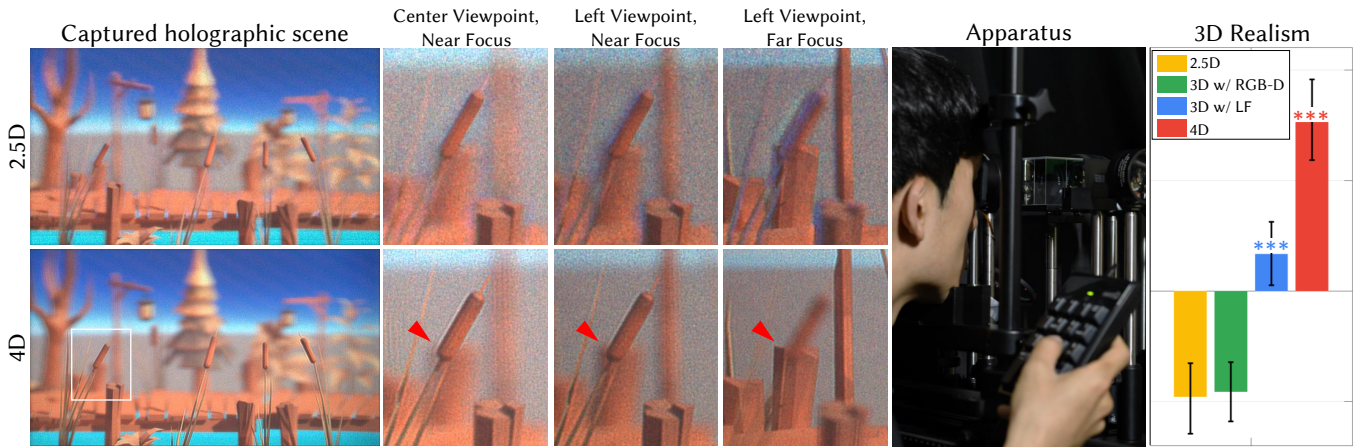 Captured holographic scene
Center Viewpoint,
Near Focus
Left Viewpoint,
Near Focus
Left Viewpoint,
Far Focus
Apparatus
3D Realism
2.5D
4D
2.5D
3D w/ RGB-D
3D w/ LF
4D
***
***